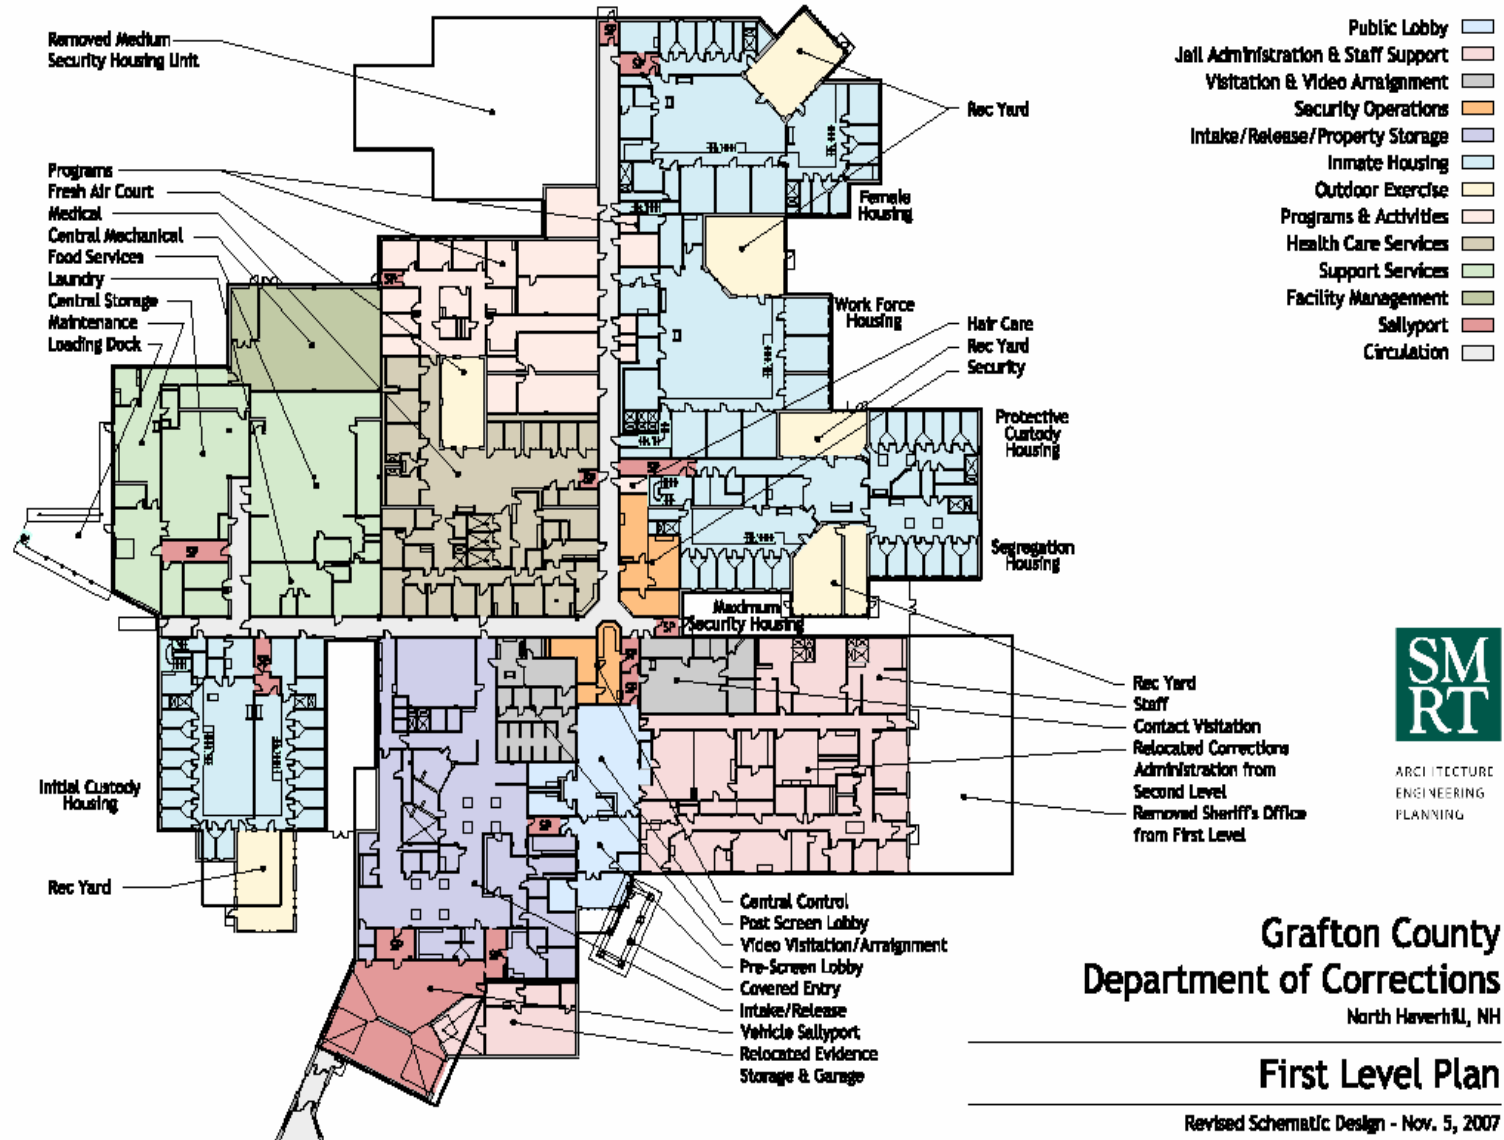 Removed Medium
Security Housing Unit
Programs
Fresh Air Court
Medical
Central Mechanical
Food Services
Laundry
Central Storage
Maintenance
Loading Dock
Rec Yard
Female
Housing
Work Force
Housing
Hair Care
Rec Yard
Security
Protective
Custody
Housing
Segregation
Housing
Maximum
Security Housing
Initial Custody
Housing
Rec Yard
Rec Yard
Staff
Contact Visitation
Relocated Corrections
Administration from
Second Level
Removed Sheriff's Office
from First Level
Central Control
Post Screen Lobby
Video Visitation/Arraignment
Pre-Screen Lobby
Covered Entry
Intake/Release
Vehicle Sallyport
Relocated Evidence
Storage & Garage
Public Lobby
Jail Administration & Staff Support
Visitation & Video Arraignment
Security Operations
Intake/Release/Property Storage
Inmate Housing
Outdoor Exercise
Programs & Activities
Health Care Services
Support Services
Facility Management
Sallyport
Circulation
SP
SP
SP
SM
RT
ARCHITECTURE
ENGINEERING
PLANNING
Grafton County
Department of Corrections
North Haverhill, NH
First Level Plan
Revised Schematic Design - Nov. 5, 2007